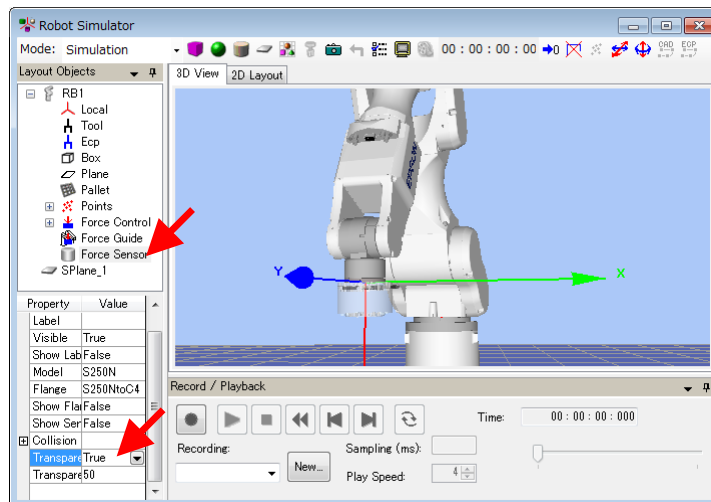 Robot Simulator
Mode: Simulation
00 : 00 : 00 : 00
CAD ECP
Layout Objects
3D View 2D Layout
RB1
Local
Tool
Ecp
Box
Plane
Pallet
Points
Force Control
Force Guide
Force Sensor
SPlane_1
Y
X
Property Value
Label
Visible True
Show Lab False
Model S250N
Flange S250NtoC4
Show Fla False
Show Ser False
Collision
Transpare True
Transpare 50
Record / Playback
Time: 00 : 00 : 00 : 000
Recording:
New...
Sampling (ms):
Play Speed: 4